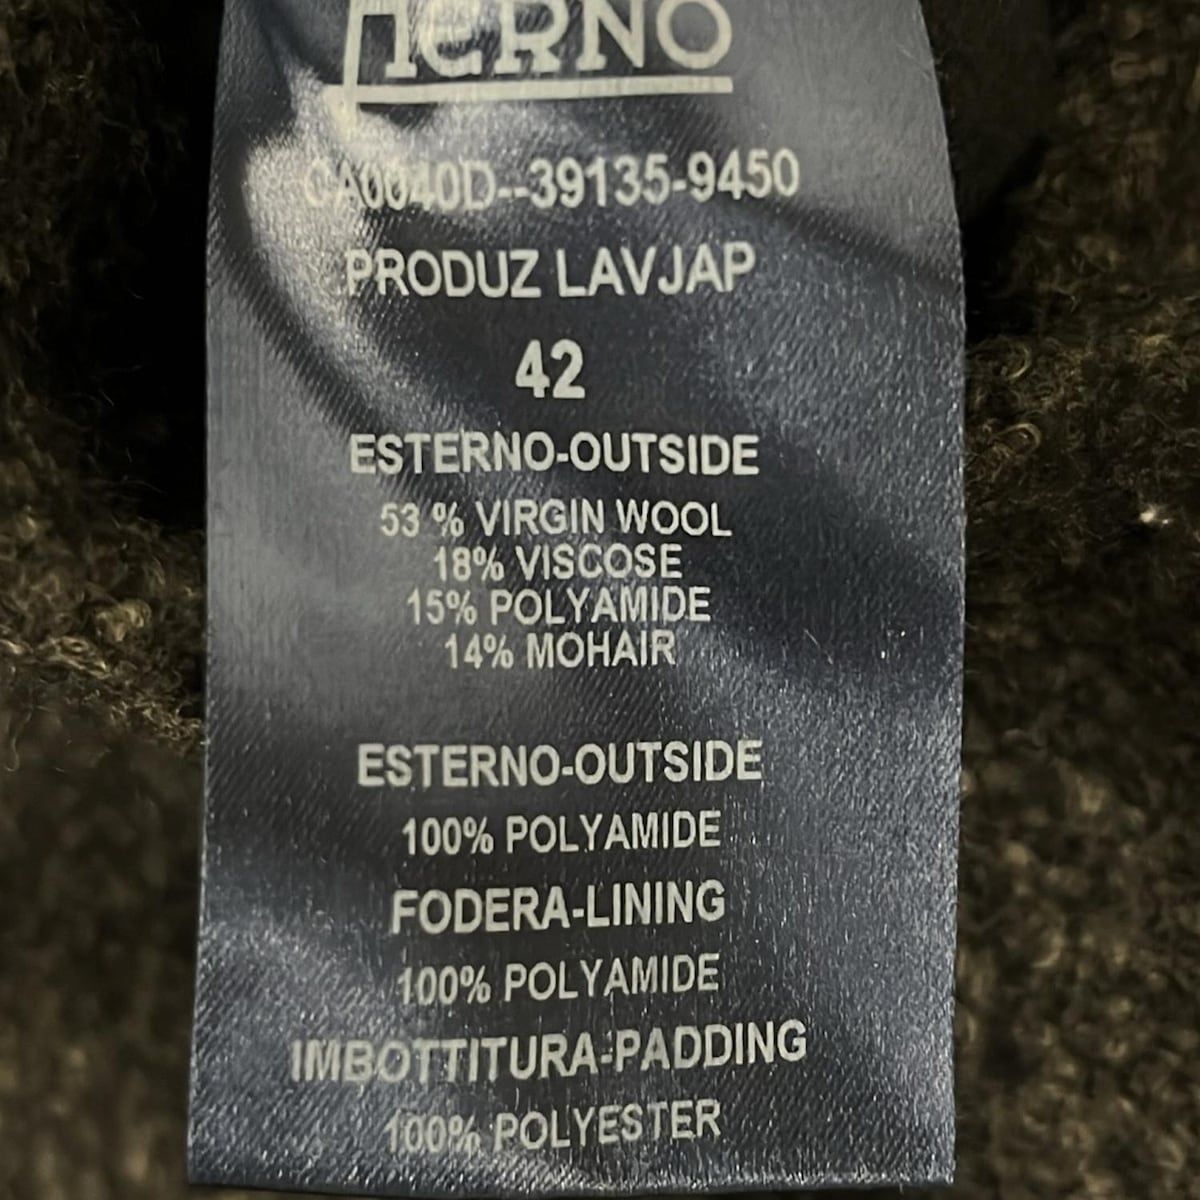 HERNO
CA0040D--39135-9450
PRODUZ LAVJAP
42
ESTERNO-OUTSIDE
53 % VIRGIN WOOL
18% VISCOSE
15% POLYAMIDE
14% MOHAIR
ESTERNO-OUTSIDE
100% POLYAMIDE
FODERA-LINING
100% POLYAMIDE
IMBOTTITURA-PADDING
100% POLYESTER